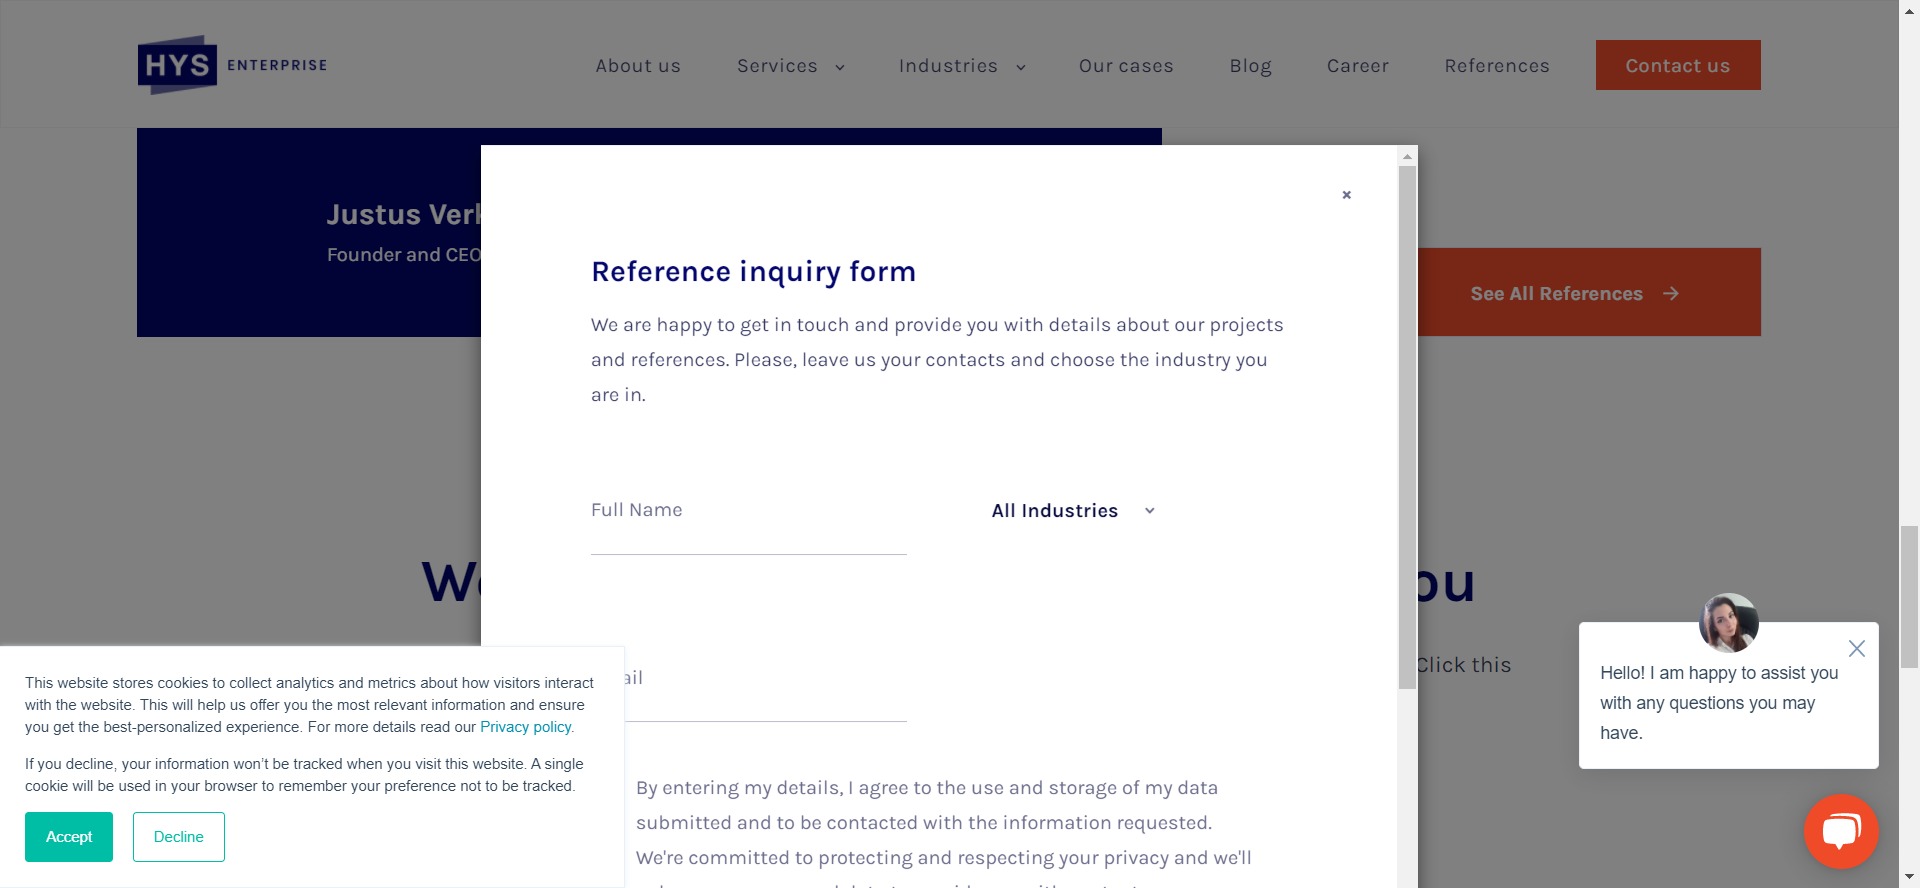 HYS ENTERPRISE
About us
Services
Industries
Our cases
Blog
Career
References
Contact us
Founder and CEO
Justus
See All References
×
Reference inquiry form
We are happy to get in touch and provide you with details about our projects
and references. Please, leave us your contacts and choose the industry you
are in.
Full Name
All Industries
By entering my details, I agree to the use and storage of my data
submitted and to be contacted with the information requested.
We're committed to protecting and respecting your privacy and we'll
Click this
This website stores cookies to collect analytics and metrics about how visitors interact
with the website. This will help us offer you the most relevant information and ensure
you get the best-personalized experience. For more details read our Privacy policy.
If you decline, your information won't be tracked when you visit this website. A single
cookie will be used in your browser to remember your preference not to be tracked.
Accept
Decline
Hello! I am happy to assist you
with any questions you may
have.